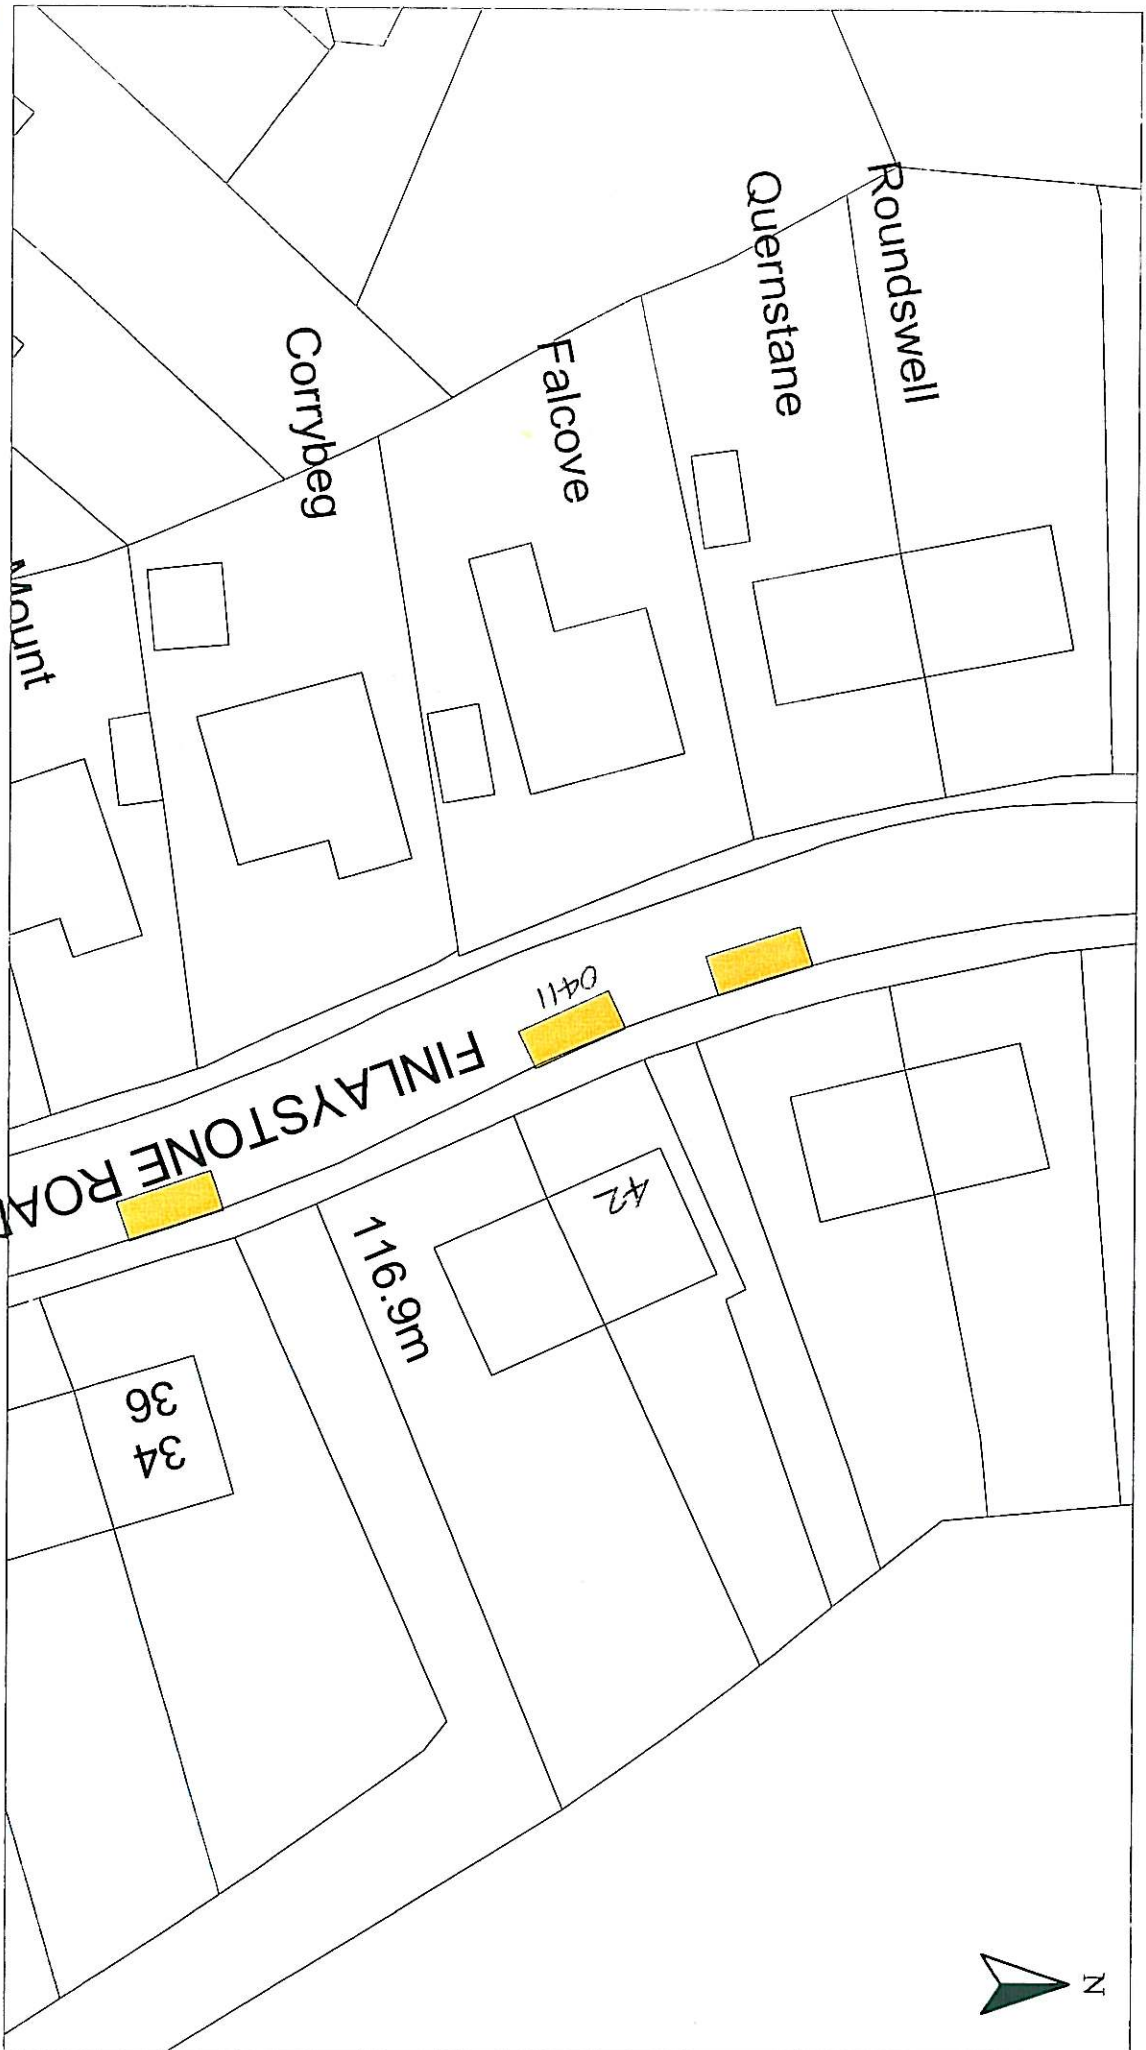 Roundswell
Quernstane
Falcove
Corrybeg
Mount
0411
FINLAYSTONE ROAD
42
116.9m
36
34
N